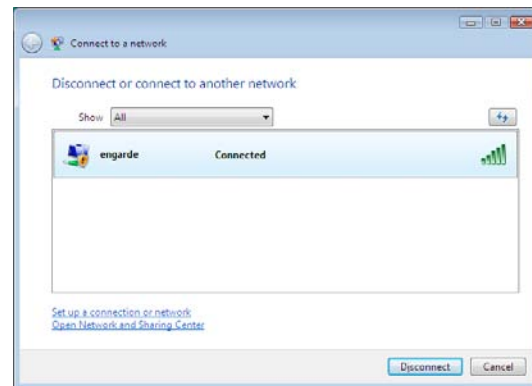 Connect to a network
Disconnect or connect to another network
Show All
engarde Connected
Set up a connection or network
Open Network and Sharing Center
Disconnect Cancel